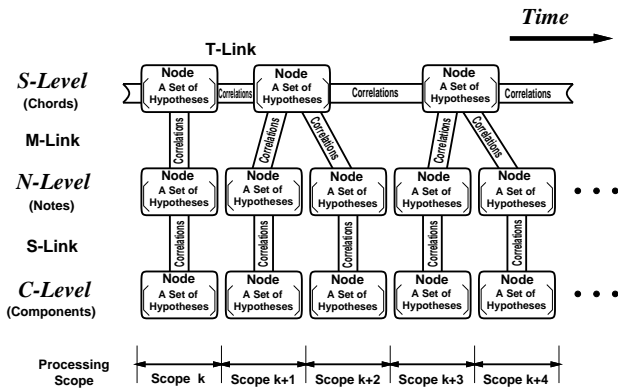 Time
T-Link
S-Level
(Chords)
Node
A Set of
Hypotheses
Correlations
Node
A Set of
Hypotheses
Correlations
Node
A Set of
Hypotheses
Correlations
M-Link
Correlations
Correlations
Correlations
Correlations
Correlations
N-Level
(Notes)
Node
A Set of
Hypotheses
Node
A Set of
Hypotheses
Node
A Set of
Hypotheses
Node
A Set of
Hypotheses
Node
A Set of
Hypotheses
• • •
S-Link
Correlations
Correlations
Correlations
Correlations
Correlations
C-Level
(Components)
Node
A Set of
Hypotheses
Node
A Set of
Hypotheses
Node
A Set of
Hypotheses
Node
A Set of
Hypotheses
Node
A Set of
Hypotheses
• • •
Processing
Scope
Scope k
Scope k+1
Scope k+2
Scope k+3
Scope k+4